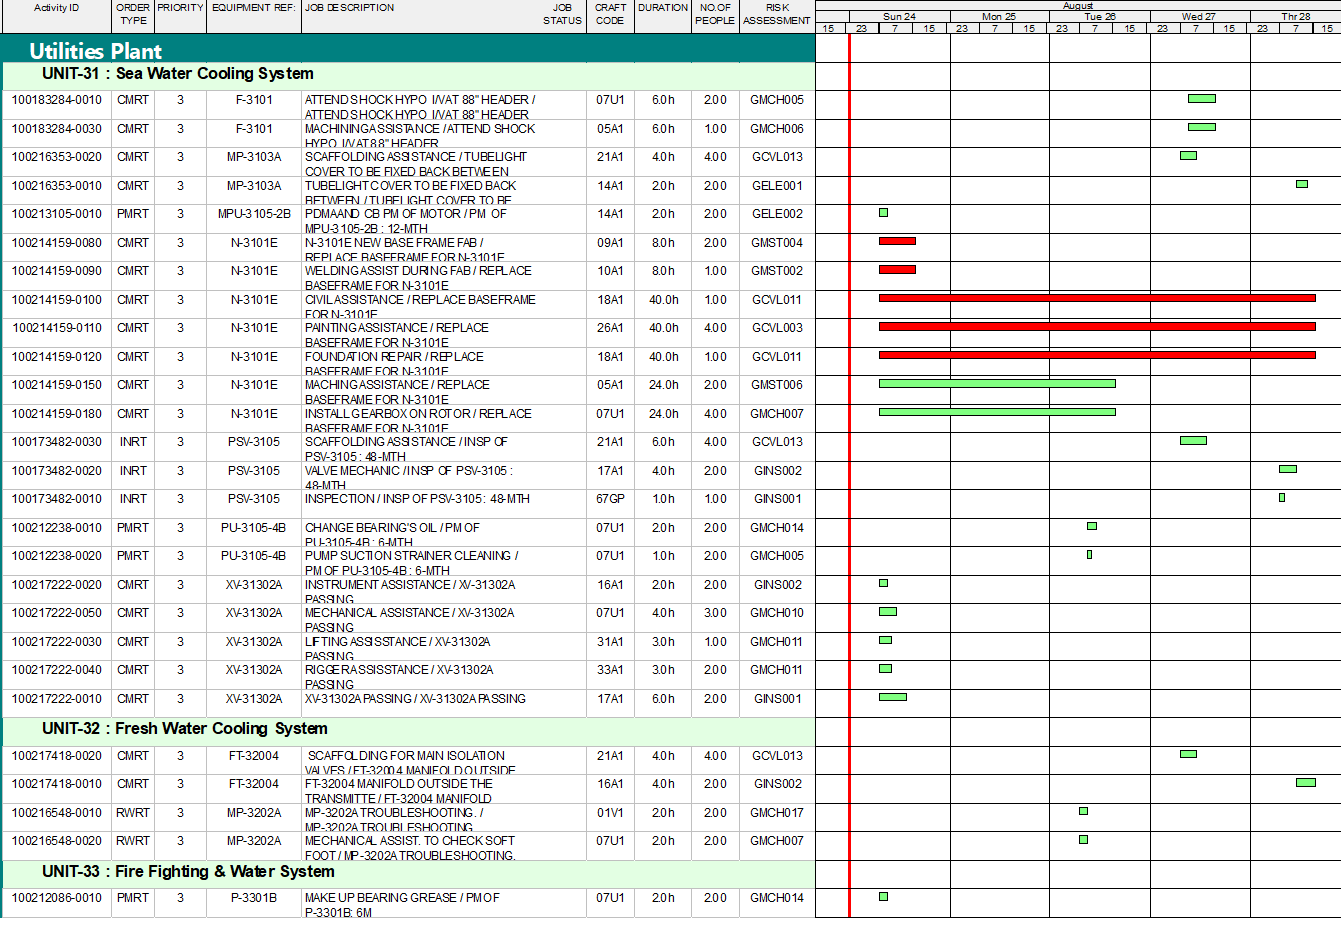 Activity ID ORDER TYPE PRIORITY EQUIPMENT REF: JOB DESCRIPTION JOB STATUS CRAFT CODE DURATION NO.OF PEOPLE RISK ASSESSMENT
August
Sun 24 Mon 25 Tue 26 Wed 27 Thr 28
15 23 7 15 23 7 15 23 7 15 23 7 15 23 7 15
Utilities Plant
UNIT-31 : Sea Water Cooling System
100183284-0010 CMRT 3 F-3101 ATTEND SHOCK HYPO I/V AT 88" HEADER / 07U1 6.0h 2.00 GMCH005
ATTEND SHOCK HYPO I/V AT 88" HEADER
100183284-0030 CMRT 3 F-3101 MACHINING ASSISTANCE / ATTEND SHOCK 05A1 6.0h 1.00 GMCH006
HYPO I/V AT 88" HEADER
100216353-0020 CMRT 3 MP-3103A SCAFFOLDING ASSISTANCE / TUBELIGHT 21A1 4.0h 4.00 GCVL013
COVER TO BE FIXED BACK BETWEEN
100216353-0010 CMRT 3 MP-3103A TUBELIGHT COVER TO BE FIXED BACK 14A1 2.0h 2.00 GELE001
BETWEEN / TUBELIGHT COVER TO BE
100213105-0010 PMRT 3 MPU-3105-2B PDMA AND CB PM OF MOTOR / PM OF 14A1 2.0h 2.00 GELE002
MPU-3105-2B : 12-MTH
100214159-0080 CMRT 3 N-3101E N-3101E NEW BASE FRAME FAB / 09A1 8.0h 2.00 GMST004
REPLACE BASEFRAME FOR N-3101E
100214159-0090 CMRT 3 N-3101E WELDING ASSIST DURING FAB / REPLACE 10A1 8.0h 1.00 GMST002
BASEFRAME FOR N-3101E
100214159-0100 CMRT 3 N-3101E CIVIL ASSISTANCE / REPLACE BASEFRAME 18A1 40.0h 1.00 GCVL011
FOR N-3101E
100214159-0110 CMRT 3 N-3101E PAINTING ASSISTANCE / REPLACE 26A1 40.0h 4.00 GCVL003
BASEFRAME FOR N-3101E
100214159-0120 CMRT 3 N-3101E FOUNDATION REPAIR / REPLACE 18A1 40.0h 1.00 GCVL011
BASEFRAME FOR N-3101E
100214159-0150 CMRT 3 N-3101E MACHING ASSISTANCE / REPLACE 05A1 24.0h 2.00 GMST006
BASEFRAME FOR N-3101E
100214159-0180 CMRT 3 N-3101E INSTALL GEARBOX ON ROTOR / REPLACE 07U1 24.0h 4.00 GMCH007
BASEFRAME FOR N-3101E
100173482-0030 INRT 3 PSV-3105 SCAFFOLDING ASSISTANCE / INSP OF 21A1 6.0h 4.00 GCVL013
PSV-3105 : 48-MTH
100173482-0020 INRT 3 PSV-3105 VALVE MECHANIC / INSP OF PSV-3105 : 17A1 4.0h 2.00 GINS002
48-MTH
100173482-0010 INRT 3 PSV-3105 INSPECTION / INSP OF PSV-3105 : 48-MTH 67GP 1.0h 1.00 GINS001
100212238-0010 PMRT 3 PU-3105-4B CHANGE BEARING'S OIL / PM OF 07U1 2.0h 2.00 GMCH014
PU-3105-4B : 6-MTH
100212238-0020 PMRT 3 PU-3105-4B PUMP SUCTION STRAINER CLEANING / 07U1 1.0h 2.00 GMCH005
PM OF PU-3105-4B : 6-MTH
100217222-0020 CMRT 3 XV-31302A INSTRUMENT ASSISTANCE / XV-31302A 16A1 2.0h 2.00 GINS002
PASSING
100217222-0050 CMRT 3 XV-31302A MECHANICAL ASSISTANCE / XV-31302A 07U1 4.0h 3.00 GMCH010
PASSING
100217222-0030 CMRT 3 XV-31302A LIFTING ASSISSTANCE / XV-31302A 31A1 3.0h 1.00 GMCH011
PASSING
100217222-0040 CMRT 3 XV-31302A RIGGER ASSISSTANCE / XV-31302A 33A1 3.0h 2.00 GMCH011
PASSING
100217222-0010 CMRT 3 XV-31302A XV-31302A PASSING / XV-31302A PASSING 17A1 6.0h 2.00 GINS001
UNIT-32 : Fresh Water Cooling System
100217418-0020 CMRT 3 FT-32004 SCAFFOLDING FOR MAIN ISOLATION 21A1 4.0h 4.00 GCVL013
VALVES / FT-32004 MANIFOLD OUTSIDE
100217418-0010 CMRT 3 FT-32004 FT-32004 MANIFOLD OUTSIDE THE 16A1 4.0h 2.00 GINS002
TRANSMITTE / FT-32004 MANIFOLD
100216548-0010 RWRT 3 MP-3202A MP-3202A TROUBLESHOOTING. / 01V1 2.0h 2.00 GMCH017
MP-3202A TROUBLESHOOTING.
100216548-0020 RWRT 3 MP-3202A MECHANICAL ASSIST. TO CHECK SOFT 07U1 2.0h 2.00 GMCH007
FOOT / MP-3202A TROUBLESHOOTING.
UNIT-33 : Fire Fighting & Water System
100212086-0010 PMRT 3 P-3301B MAKE UP BEARING GREASE / PM OF 07U1 2.0h 2.00 GMCH014
P-3301B: 6M